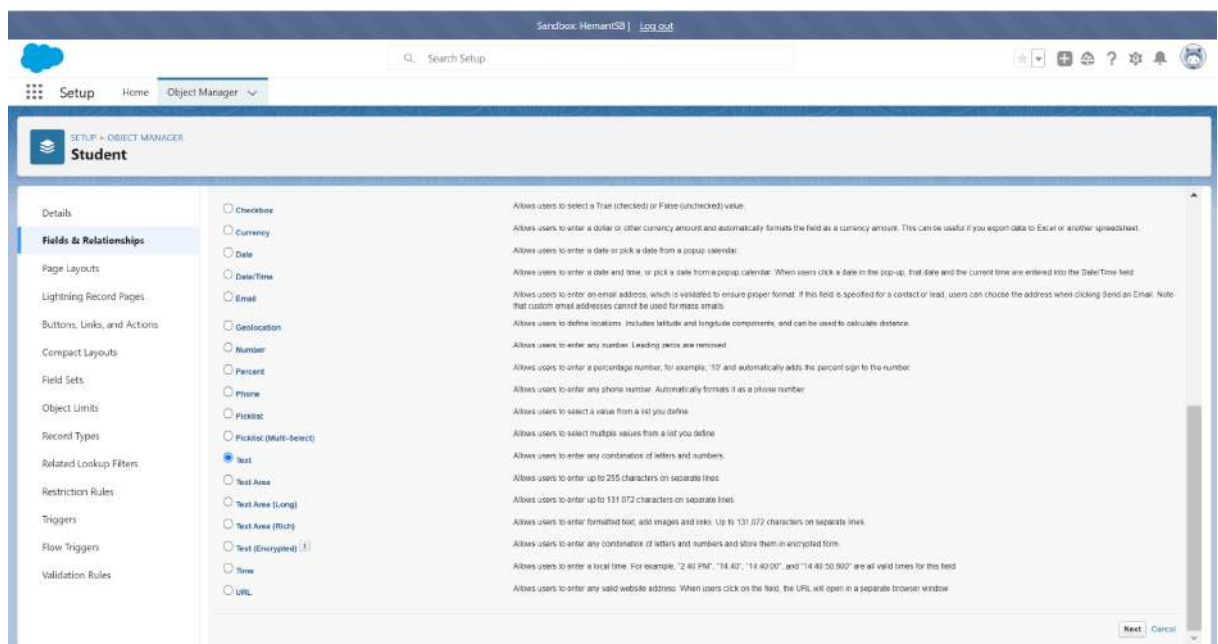 Sandbox: HemantSB | Log out
Search Setup
Setup Home Object Manager
SETUP > OBJECT MANAGER
Student
Details
Fields & Relationships
Page Layouts
Lightning Record Pages
Buttons, Links, and Actions
Compact Layouts
Field Sets
Object Limits
Record Types
Related Lookup Filters
Restriction Rules
Triggers
Flow Triggers
Validation Rules
Checkbox Allows users to select a True (checked) or False (unchecked) value.
Currency Allows users to enter a dollar or other currency amount and automatically formats the field as a currency amount. This can be useful if you export data to Excel or another spreadsheet.
Date Allows users to enter a date or pick a date from a popup calendar.
Date/Time Allows users to enter a date and time, or pick a date from a popup calendar. When users click a date in the pop-up, that date and the current time are entered into the Date/Time field.
Email Allows users to enter an email address, which is validated to ensure proper format. If this field is specified for a contact or lead, users can choose the address when clicking Send an Email. Note
that custom email addresses cannot be used for mass emails.
Geolocation Allows users to define locations. Includes latitude and longitude components, and can be used to calculate distance.
Number Allows users to enter any number. Leading zeros are removed.
Percent Allows users to enter a percentage number, for example, '10' and automatically adds the percent sign to the number.
Phone Allows users to enter any phone number. Automatically formats it as a phone number.
Picklist Allows users to select a value from a list you define.
Picklist (Multi-Select) Allows users to select multiple values from a list you define.
Text Allows users to enter any combination of letters and numbers.
Text Area Allows users to enter up to 255 characters on separate lines.
Text Area (Long) Allows users to enter up to 131,072 characters on separate lines.
Text Area (Rich) Allows users to enter formatted text, add images and links. Up to 131,072 characters on separate lines.
Text (Encrypted) i Allows users to enter any combination of letters and numbers and store them in encrypted form.
Time Allows users to enter a local time. For example, "2:40 PM", "14:40", "14:40:00", and "14:40:50.600" are all valid times for this field.
URL Allows users to enter any valid website address. When users click on the field, the URL will open in a separate browser window.
Next Cancel